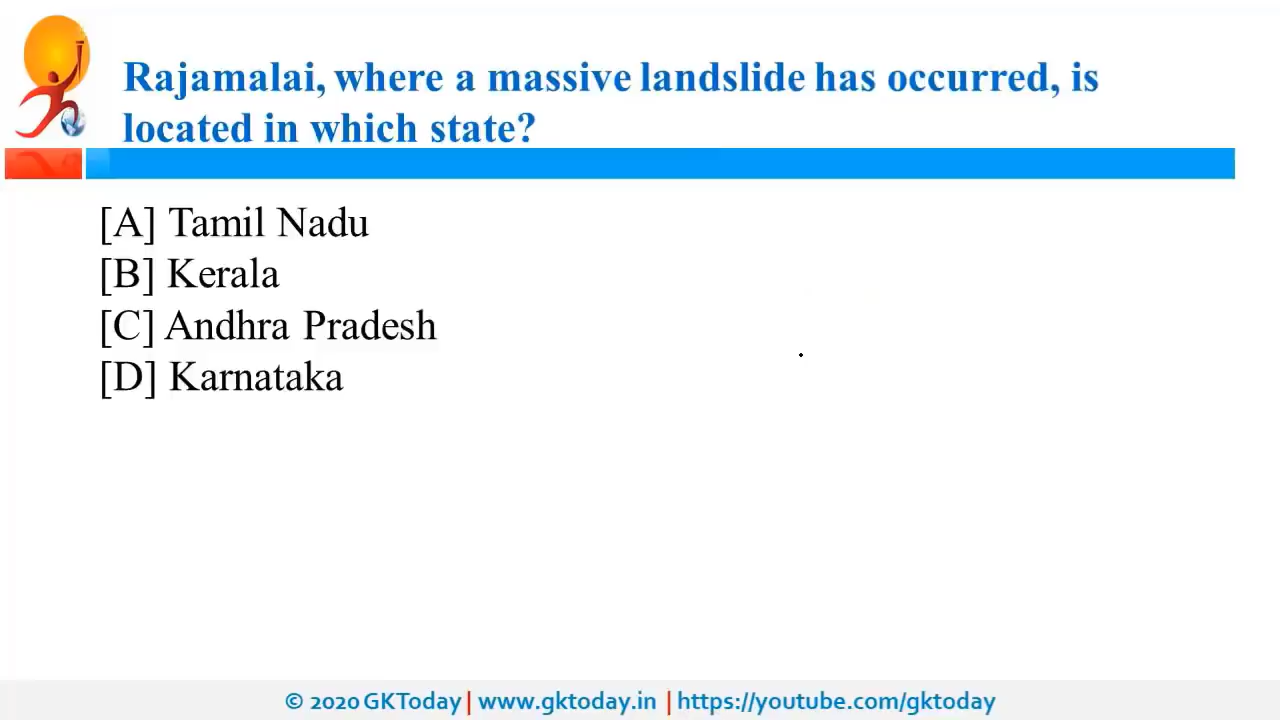 Rajamalai, where a massive landslide has occurred, is
located in which state?
[A] Tamil Nadu
[B] Kerala
[C] Andhra Pradesh
[D] Karnataka
© 2020 GKToday | www.gktoday.in | https://youtube.com/gktoday